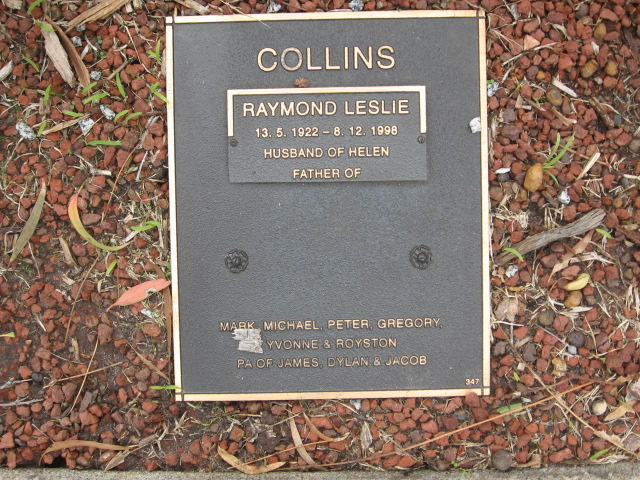 COLLINS
RAYMOND LESLIE
13. 5. 1922 – 8. 12. 1998
HUSBAND OF HELEN
FATHER OF
MARK, MICHAEL, PETER, GREGORY,
YVONNE & ROYSTON
PA OF JAMES, DYLAN & JACOB
347